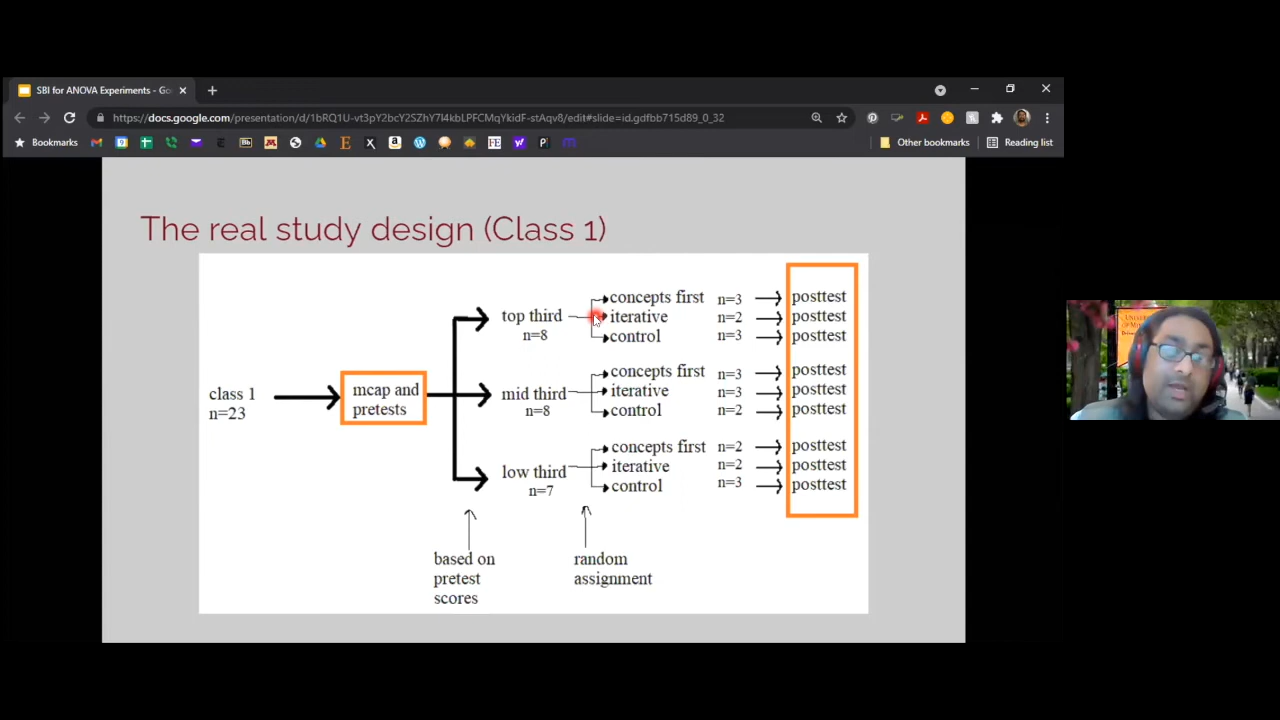 SBI for ANOVA Experiments - Go
https://docs.google.com/presentation/d/1bRQ1U-vt3pY2bcY2SZhY7l4kbLPFCMqYkidF-stAqv8/edit#slide=id.gdfbb715d89_0_32
Bookmarks
Other bookmarks
Reading list
The real study design (Class 1)
class 1
n=23
mcap and
pretests
top third
n=8
concepts first n=3 posttest
iterative n=2 posttest
control n=3 posttest
mid third
n=8
concepts first n=3 posttest
iterative n=3 posttest
control n=2 posttest
low third
n=7
concepts first n=2 posttest
iterative n=2 posttest
control n=3 posttest
based on
pretest
scores
random
assignment